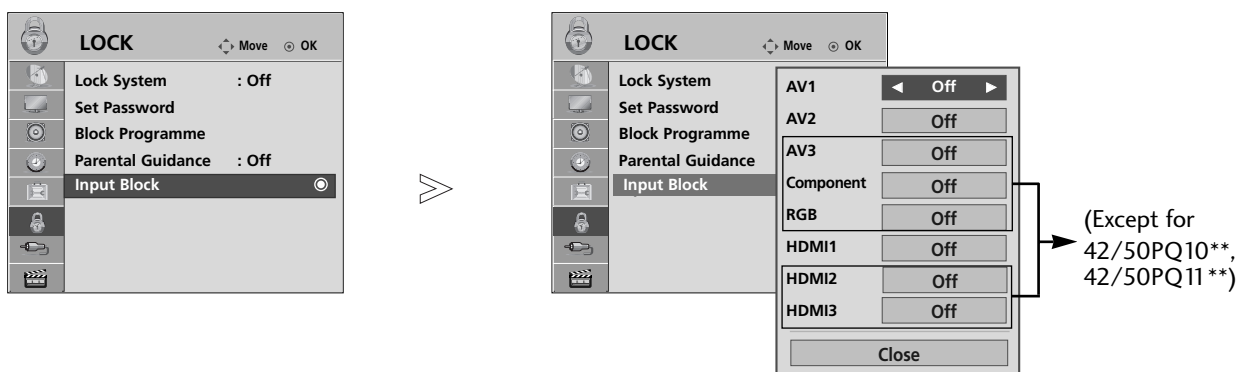 LOCK
Move OK
Lock System : Off
Set Password
Block Programme
Parental Guidance : Off
Input Block
LOCK
Move OK
Lock System
Set Password
Block Programme
Parental Guidance
Input Block
AV1 ◄ Off ►
AV2 Off
AV3 Off
Component Off
RGB Off
HDMI1 Off
HDMI2 Off
HDMI3 Off
Close
(Except for
42/50PQ10**,
42/50PQ11**)